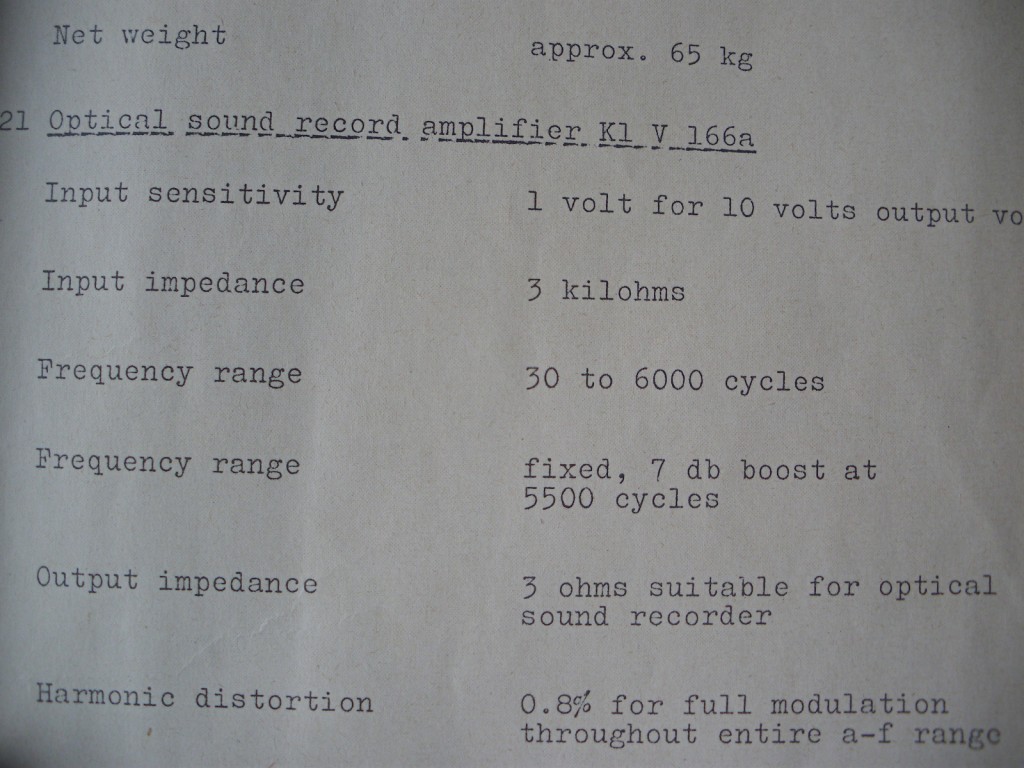 Net weight approx. 65 kg
21 Optical sound record amplifier Kl V 166a
Input sensitivity 1 volt for 10 volts output vo
Input impedance 3 kilohms
Frequency range 30 to 6000 cycles
Frequency range fixed, 7 db boost at
5500 cycles
Output impedance 3 ohms suitable for optical
sound recorder
Harmonic distortion 0.8% for full modulation
throughout entire a-f range